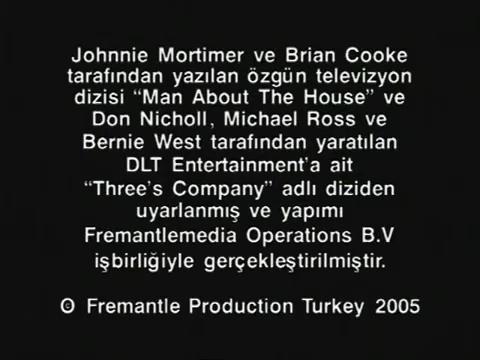 Johnnie Mortimer ve Brian Cooke
tarafından yazılan özgün televizyon
dizisi “Man About The House” ve
Don Nicholl, Michael Ross ve
Bernie West tarafından yaratılan
DLT Entertainment'a ait
“Three's Company” adlı diziden
uyarlanmış ve yapımı
Fremantlemedia Operations B.V
işbirliğiyle gerçekleştirilmiştir.
© Fremantle Production Turkey 2005